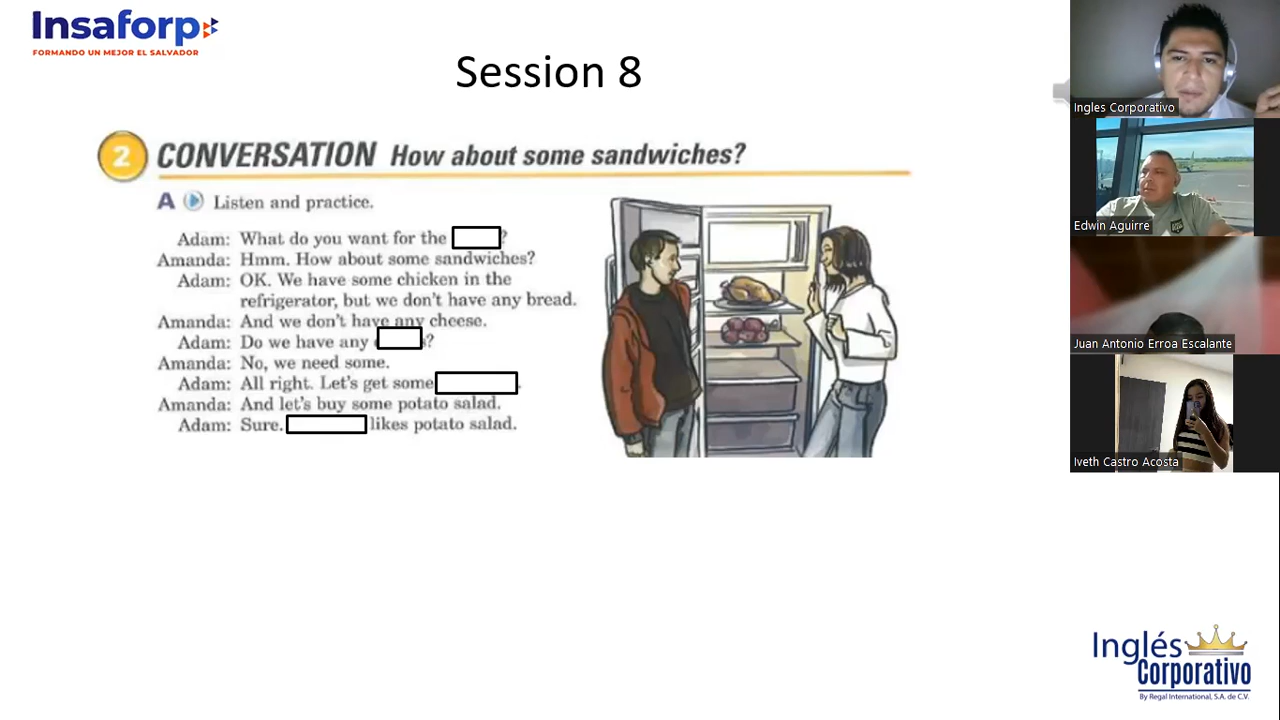 Insaforp
FORMANDO UN MEJOR EL SALVADOR
Session 8
2 CONVERSATION How about some sandwiches?
A Listen and practice.
Adam: What do you want for the ?
Amanda: Hmm. How about some sandwiches?
Adam: OK. We have some chicken in the
refrigerator, but we don't have any bread.
Amanda: And we don't have any cheese.
Adam: Do we have any ?
Amanda: No, we need some.
Adam: All right. Let's get some .
Amanda: And let's buy some potato salad.
Adam: Sure. likes potato salad.
Ingles Corporativo
Edwin Aguirre
Juan Antonio Erroa Escalante
Iveth Castro Acosta
Inglés
Corporativo
By Regal International, S.A. de C.V.